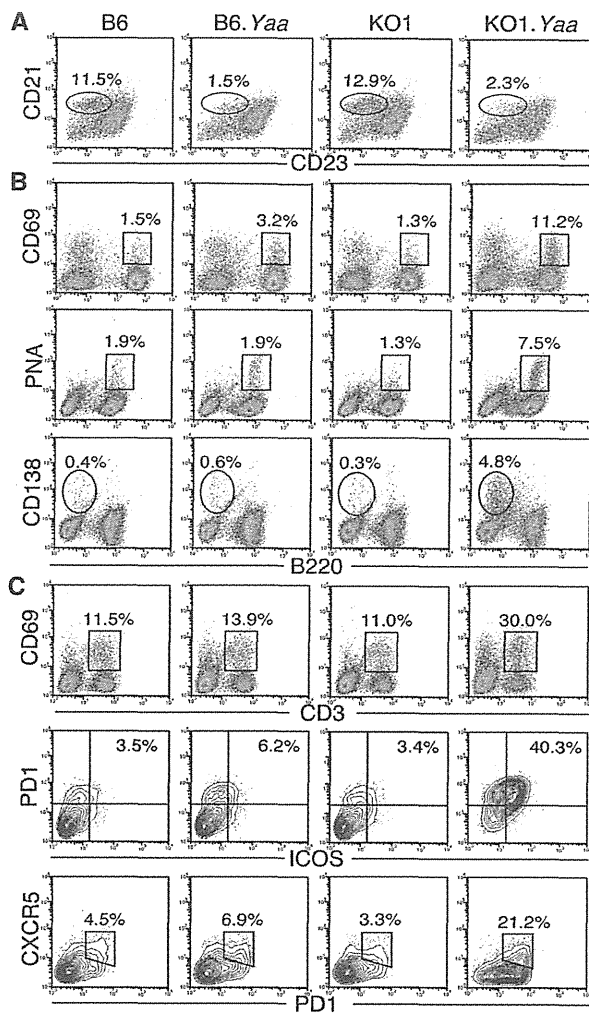 A B6 B6.Yaa KO1 KO1.Yaa
CD21 11.5% 1.5% 12.9% 2.3%
CD23
B
CD69 1.5% 3.2% 1.3% 11.2%
PNA 1.9% 1.9% 1.3% 7.5%
CD138 0.4% 0.6% 0.3% 4.8%
B220
C
CD69 11.5% 13.9% 11.0% 30.0%
CD3
PD1 3.5% 6.2% 3.4% 40.3%
ICOS
CXCR5 4.5% 6.9% 3.3% 21.2%
PD1